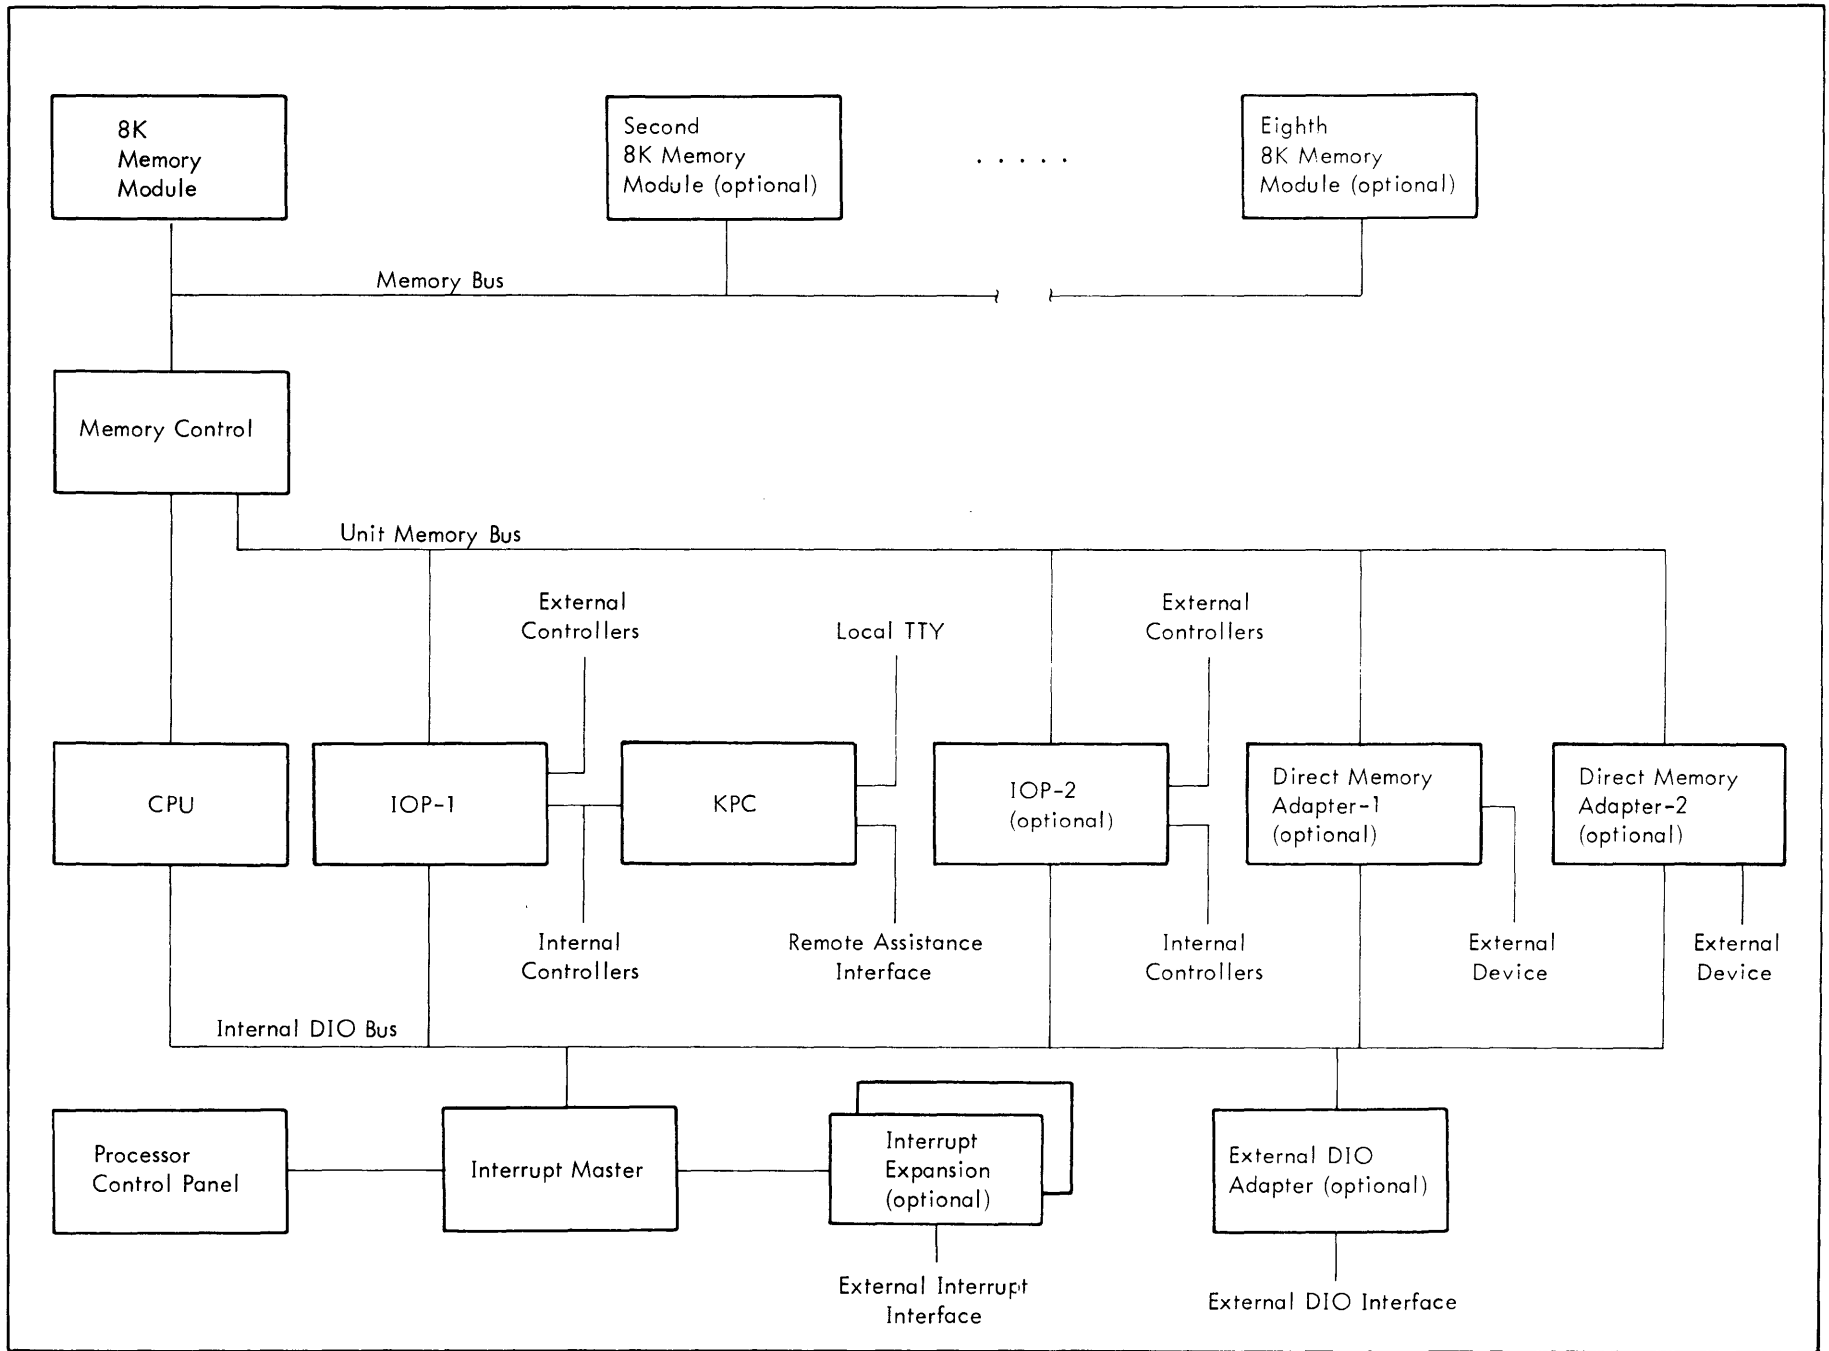 8K
Memory
Module
Second
8K Memory
Module (optional)
. . . . .
Eighth
8K Memory
Module (optional)
Memory Bus
Memory Control
Unit Memory Bus
External
Controllers
Local TTY
External
Controllers
CPU
IOP-1
KPC
IOP-2
(optional)
Direct Memory
Adapter-1
(optional)
Direct Memory
Adapter-2
(optional)
Internal
Controllers
Remote Assistance
Interface
Internal
Controllers
External
Device
External
Device
Internal DIO Bus
Processor
Control Panel
Interrupt Master
Interrupt
Expansion
(optional)
External DIO
Adapter (optional)
External Interrupt
Interface
External DIO Interface